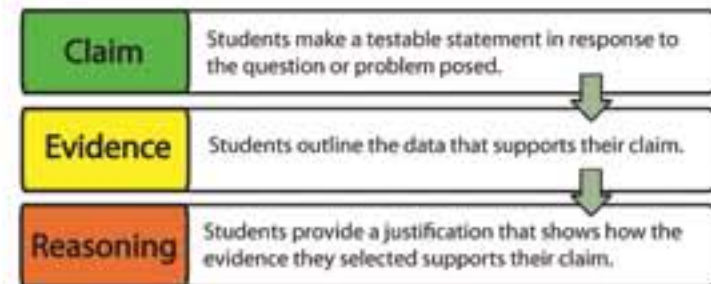 Claim
Students make a testable statement in response to
the question or problem posed.
Evidence
Students outline the data that supports their claim.
Reasoning
Students provide a justification that shows how the
evidence they selected supports their claim.